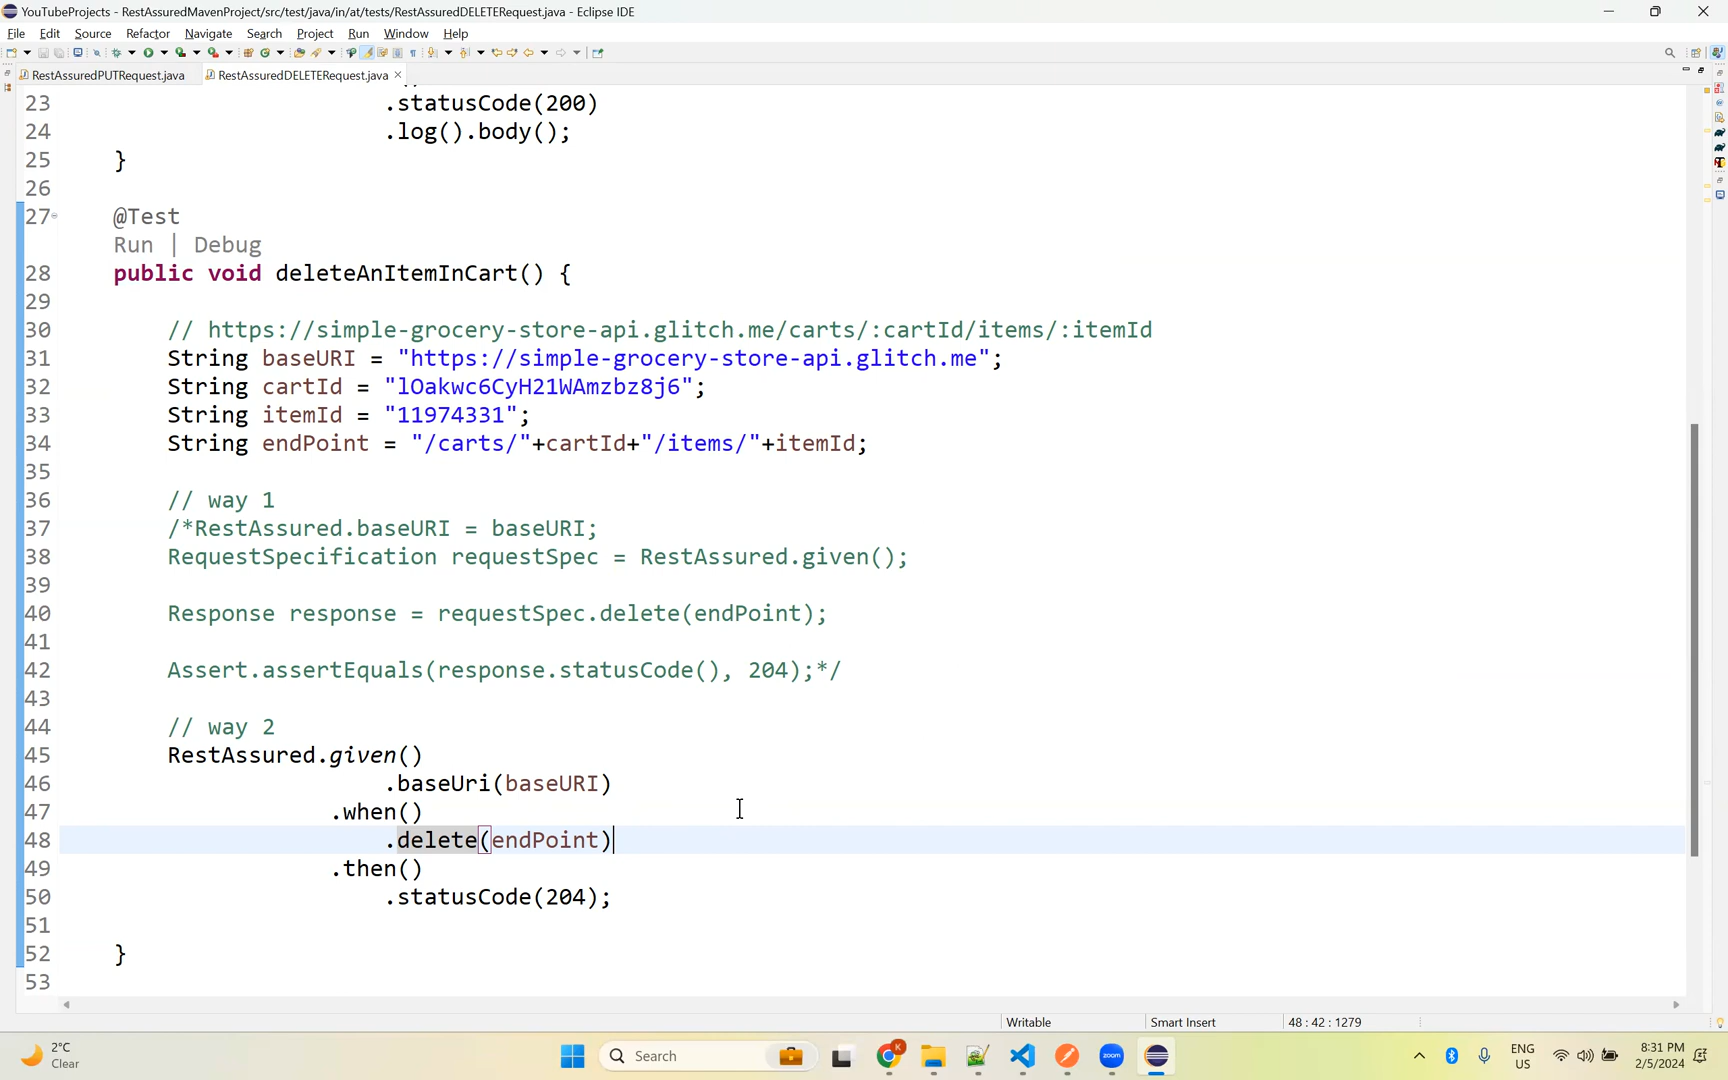 YouTubeProjects - RestAssuredMavenProject/src/test/java/in/at/tests/RestAssuredDELETERequest.java - Eclipse IDE
File Edit Source Refactor Navigate Search Project Run Window Help
RestAssuredPUTRequest.java RestAssuredDELETERequest.java
23 .statusCode(200)
24 .log().body();
25 }
26
27 @Test
Run | Debug
28 public void deleteAnItemInCart() {
29
30 // https://simple-grocery-store-api.glitch.me/carts/:cartId/items/:itemId
31 String baseURI = "https://simple-grocery-store-api.glitch.me";
32 String cartId = "lOakwc6CyH21WAmzbz8j6";
33 String itemId = "11974331";
34 String endPoint = "/carts/"+cartId+"/items/"+itemId;
35
36 // way 1
37 /*RestAssured.baseURI = baseURI;
38 RequestSpecification requestSpec = RestAssured.given();
39
40 Response response = requestSpec.delete(endPoint);
41
42 Assert.assertEquals(response.statusCode(), 204);*/
43
44 // way 2
45 RestAssured.given()
46 .baseUri(baseURI)
47 .when()
48 .delete(endPoint)
49 .then()
50 .statusCode(204);
51
52 }
53
Writable Smart Insert 48 : 42 : 1279
2°C
Clear
Search
K
zoom
ENG
US
8:31 PM
2/5/2024